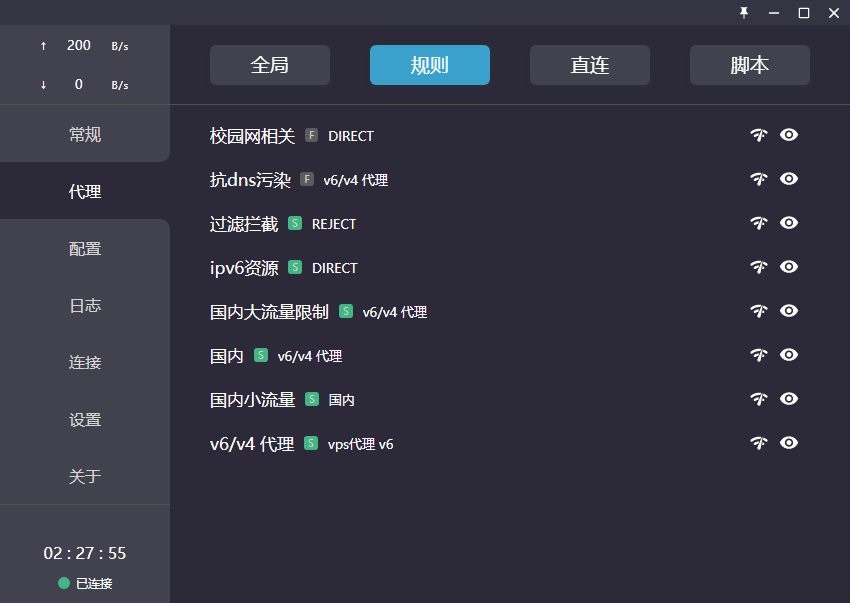 ↑ 200 B/s
↓ 0 B/s
常规
代理
配置
日志
连接
设置
关于
02 : 27 : 55
已连接
全局 规则 直连 脚本
校园网相关 F DIRECT
抗dns污染 F v6/v4 代理
过滤拦截 S REJECT
ipv6资源 S DIRECT
国内大流量限制 S v6/v4 代理
国内 S v6/v4 代理
国内小流量 S 国内
v6/v4 代理 S vps代理 v6